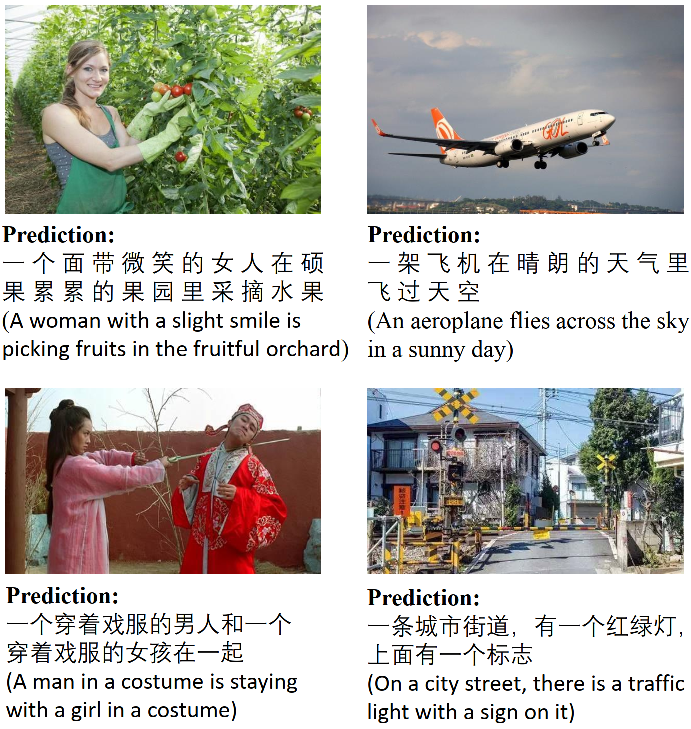 GOL
Prediction:
一个面带微笑的女人在硕
果累累的果园里采摘水果
(A woman with a slight smile is
picking fruits in the fruitful orchard)
Prediction:
一架飞机在晴朗的天气里
飞过天空
(An aeroplane flies across the sky
in a sunny day)
Prediction:
一个穿着戏服的男人和一个
穿着戏服的女孩在一起
(A man in a costume is staying
with a girl in a costume)
Prediction:
一条城市街道，有一个红绿灯，
上面有一个标志
(On a city street, there is a traffic
light with a sign on it)